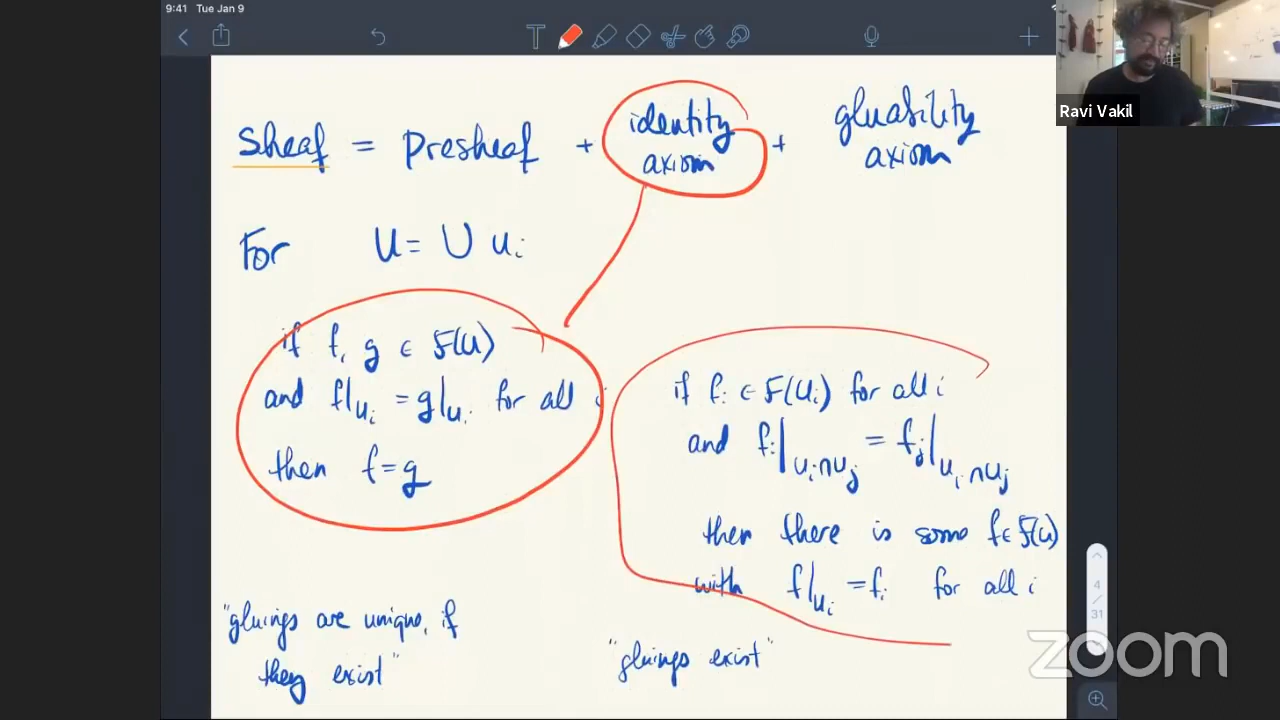 9:41 Tue Jan 9
Ravi Vakil
Sheaf = Presheaf + identity axiom + gluability axiom
For U = ∪ Uᵢ
if f, g ∈ F(U)
and f|Uᵢ = g|Uᵢ for all i
then f = g
"gluings are unique, if
they exist"
if fᵢ ∈ F(Uᵢ) for all i
and fᵢ|Uᵢ∩Uⱼ = fⱼ|Uᵢ∩Uⱼ
then there is some f ∈ F(U)
with f|Uᵢ = fᵢ for all i
"gluings exist"
4
/
31
zoom